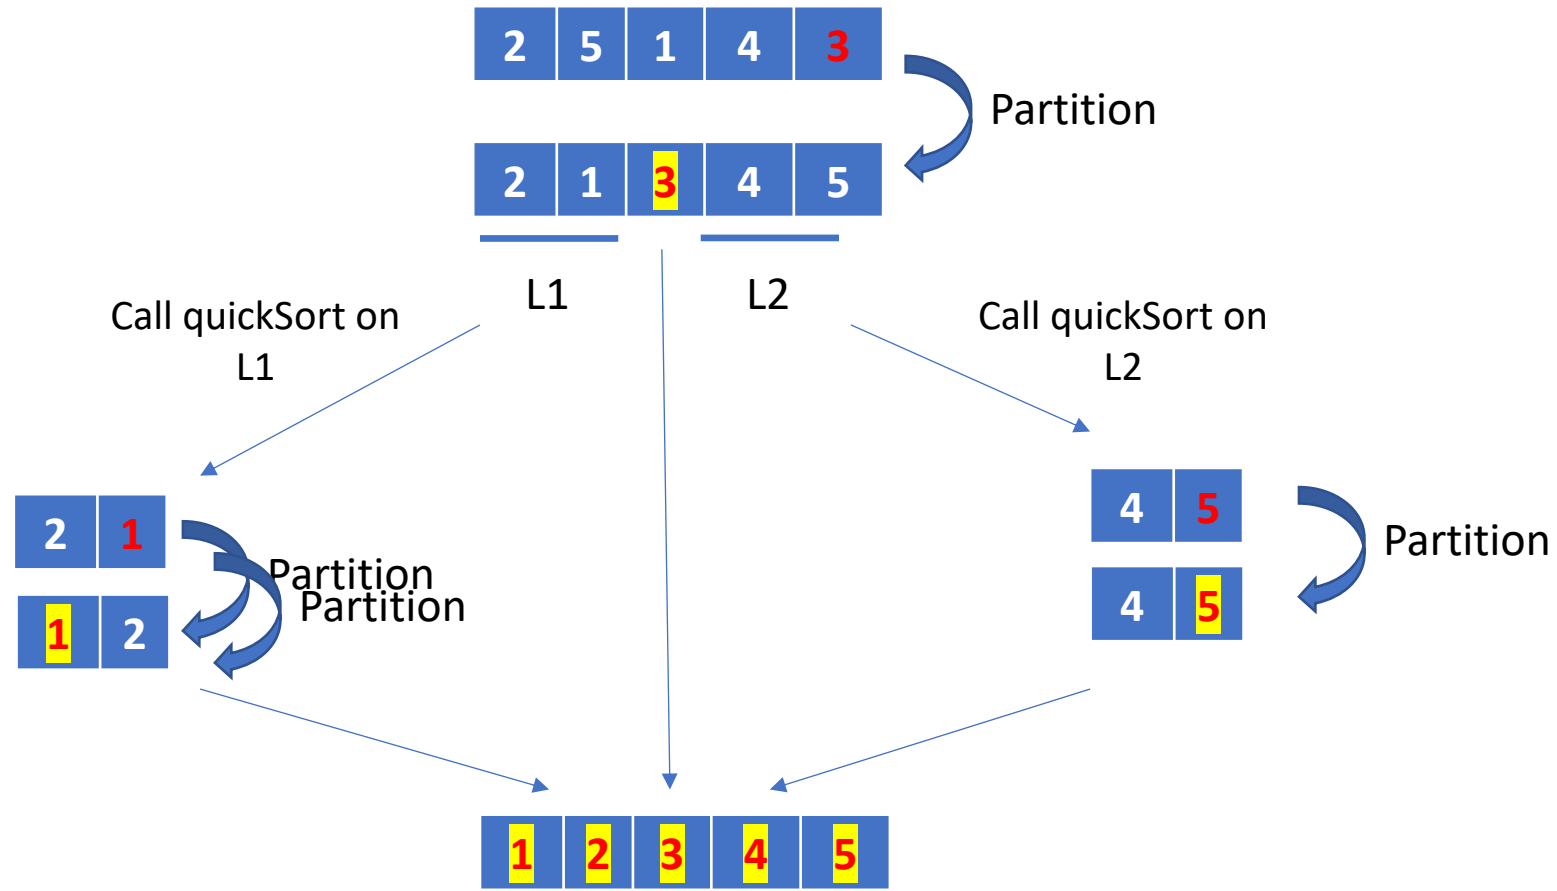 2 5 1 4 3
Partition
2 1 3 4 5
L1 L2
Call quickSort on
L1
Call quickSort on
L2
2 1
Partition
Partition
1 2
4 5
Partition
4 5
1 2 3 4 5